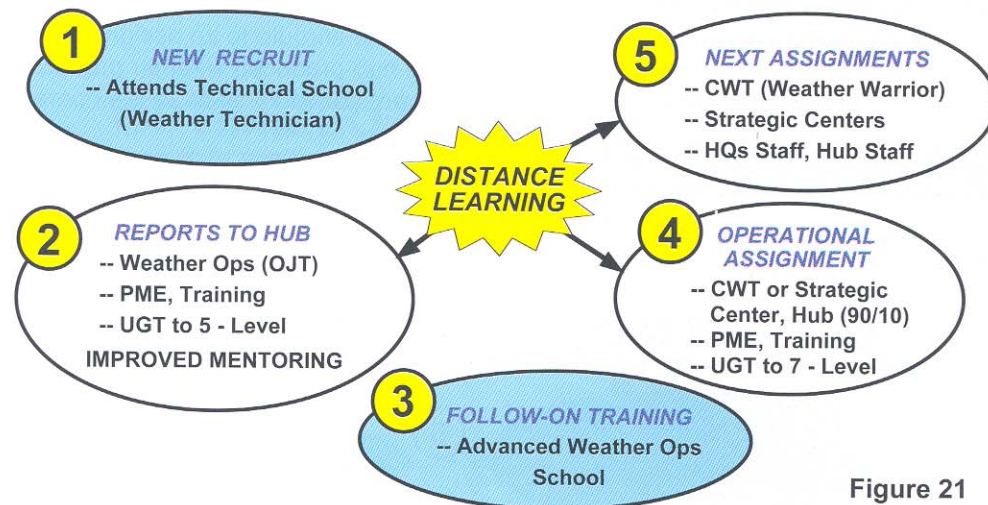 1
NEW RECRUIT
-- Attends Technical School
(Weather Technician)
2
REPORTS TO HUB
-- Weather Ops (OJT)
-- PME, Training
-- UGT to 5 - Level
IMPROVED MENTORING
DISTANCE
LEARNING
3
FOLLOW-ON TRAINING
-- Advanced Weather Ops
School
4
OPERATIONAL
ASSIGNMENT
-- CWT or Strategic
Center, Hub (90/10)
-- PME, Training
-- UGT to 7 - Level
5
NEXT ASSIGNMENTS
-- CWT (Weather Warrior)
-- Strategic Centers
-- HQs Staff, Hub Staff
Figure 21